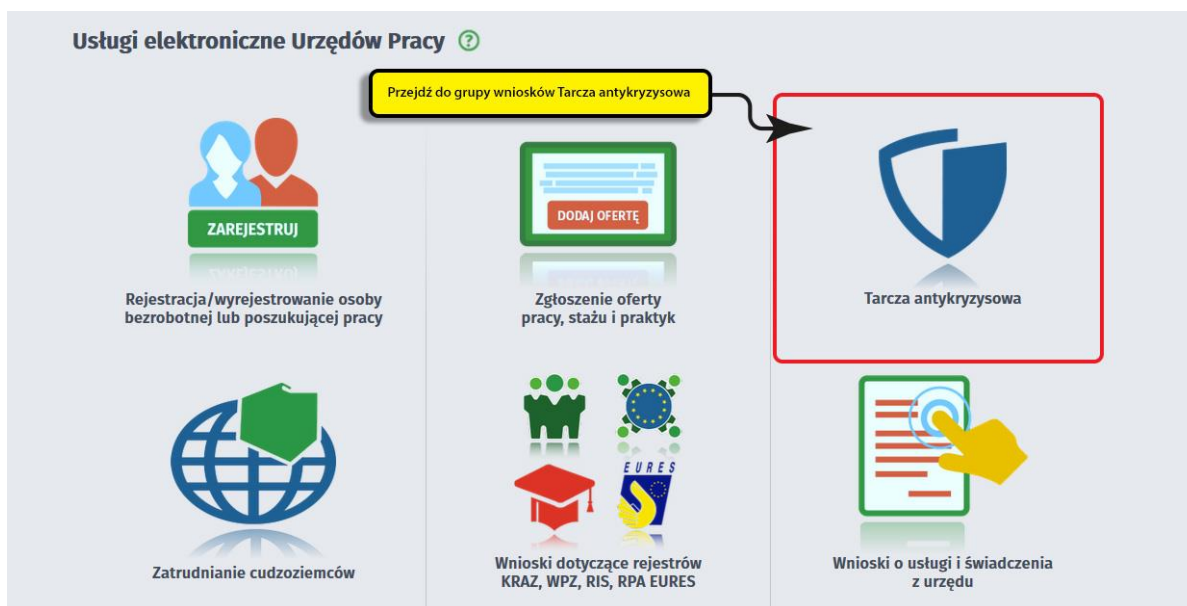 Usługi elektroniczne Urzędów Pracy ?
Przejdź do grupy wniosków Tarcza antykryzysowa
ZAREJESTRUJ
DODAJ OFERTĘ
Rejestracja/wyrejestrowanie osoby
bezrobotnej lub poszukującej pracy
Zgłoszenie oferty
pracy, stażu i praktyk
Tarcza antykryzysowa
EURES
Zatrudnianie cudzoziemców
Wnioski dotyczące rejestrów
KRAZ, WPZ, RIS, RPA EURES
Wnioski o usługi i świadczenia
z urzędu